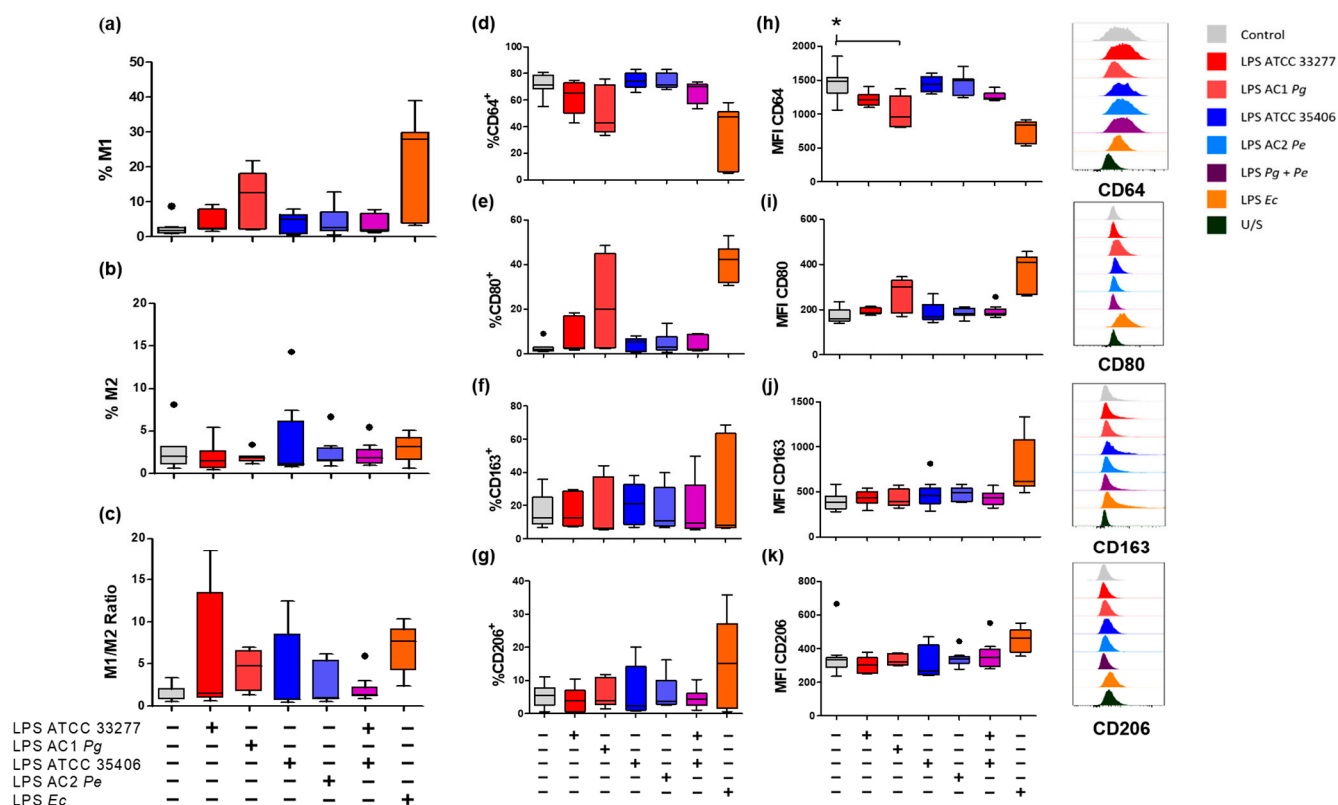 (a)
% M1
50
40
30
20
10
0
(b)
% M2
20
15
10
5
0
(c)
M1/M2 Ratio
20
15
10
5
0
LPS ATCC 33277 − + − − − + −
LPS AC1 Pg − − + − − − −
LPS ATCC 35406 − − − + − + −
LPS AC2 Pe − − − − + − −
LPS Ec − − − − − − +
(d)
%CD64+
100
80
60
40
20
0
(e)
%CD80+
60
40
20
0
(f)
%CD163+
80
60
40
20
0
(g)
%CD206+
40
30
20
10
0
− + − − − + −
− − + − − − −
− − − + − + −
− − − − + − −
− − − − − − +
(h)
*
MFI CD64
2000
1500
1000
500
0
(i)
MFI CD80
600
400
200
0
(j)
MFI CD163
1500
1000
500
0
(k)
MFI CD206
800
600
400
200
0
− + − − − + −
− − + − − − −
− − − + − + −
− − − − + − −
− − − − − − +
CD64
CD80
CD163
CD206
Control
LPS ATCC 33277
LPS AC1 Pg
LPS ATCC 35406
LPS AC2 Pe
LPS Pg + Pe
LPS Ec
U/S